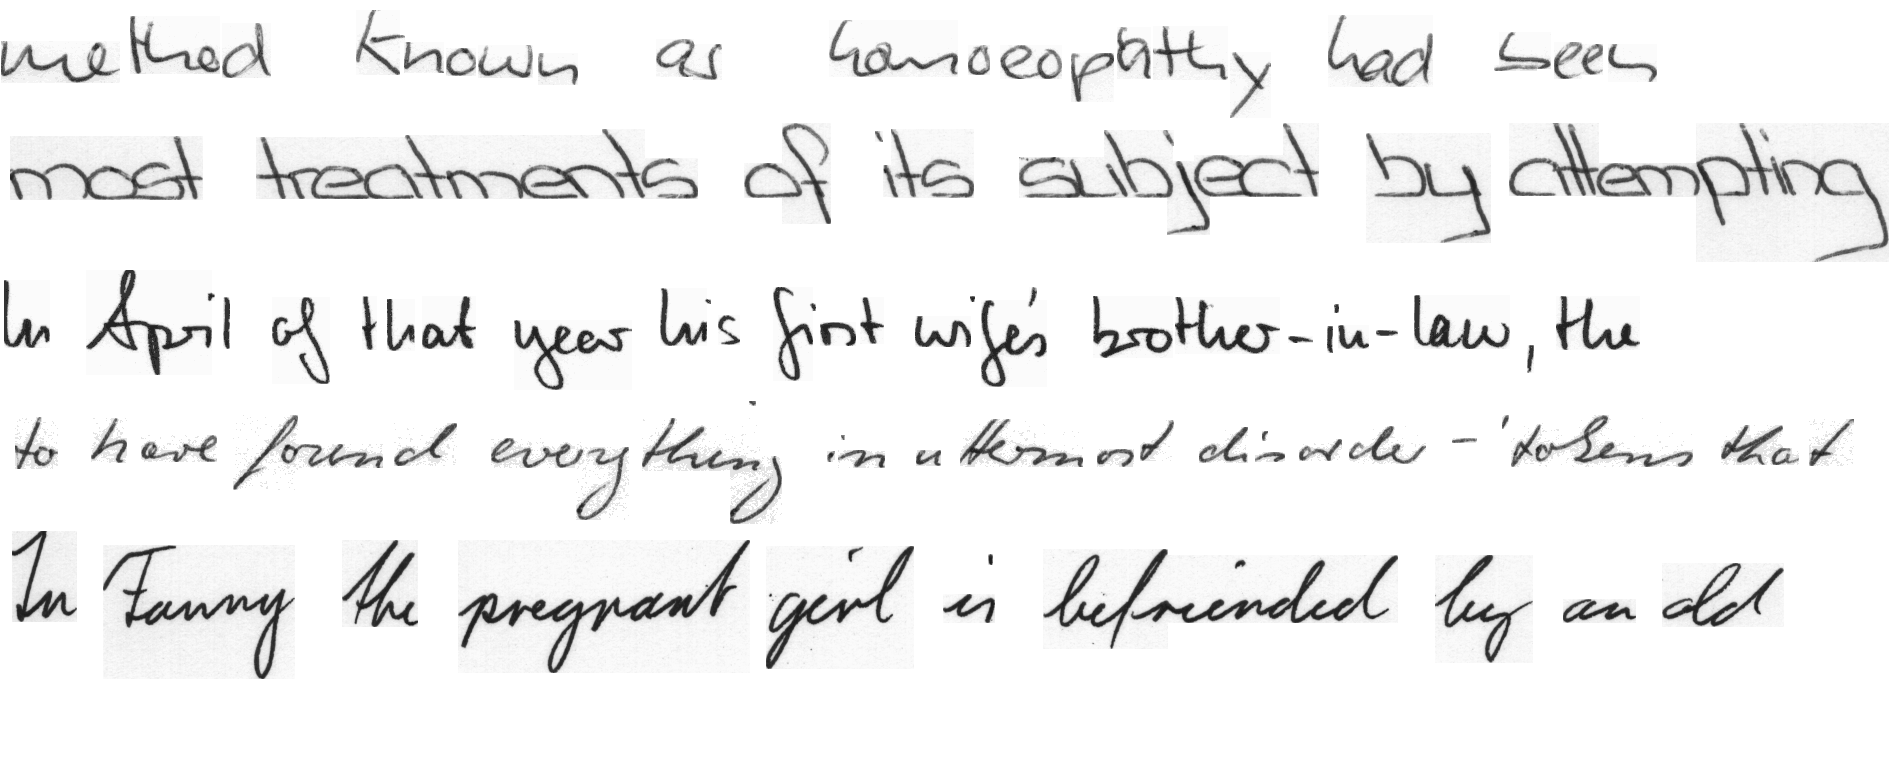 method known as homoeopathy had seen
most treatments of its subject by attempting
In April of that year his first wife's brother-in-law, the
to have found everything in uttermost disorder - 'tokens that
In Fanny the pregnant girl is befriended by an old